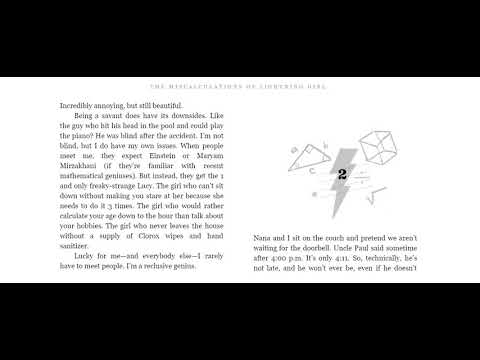 THE MISCALCULATIONS OF LIGHTNING GIRL
Incredibly annoying, but still beautiful.
Being a savant does have its downsides. Like
the guy who hit his head in the pool and could play
the piano? He was blind after the accident. I'm not
blind, but I do have my own issues. When people
meet me, they expect Einstein or Maryam
Mirzakhani (if they're familiar with recent
mathematical geniuses). But instead, they get the 1
and only freaky-strange Lucy. The girl who can't sit
down without making you stare at her because she
needs to do it 3 times. The girl who would rather
calculate your age down to the hour than talk about
your hobbies. The girl who never leaves the house
without a supply of Clorox wipes and hand
sanitizer.
Lucky for me—and everybody else—I rarely
have to meet people. I'm a reclusive genius.
a
b
c
2
√
Nana and I sit on the couch and pretend we aren't
waiting for the doorbell. Uncle Paul said sometime
after 4:00 p.m. It's only 4:11. So, technically, he's
not late, and he won't ever be, even if he doesn't